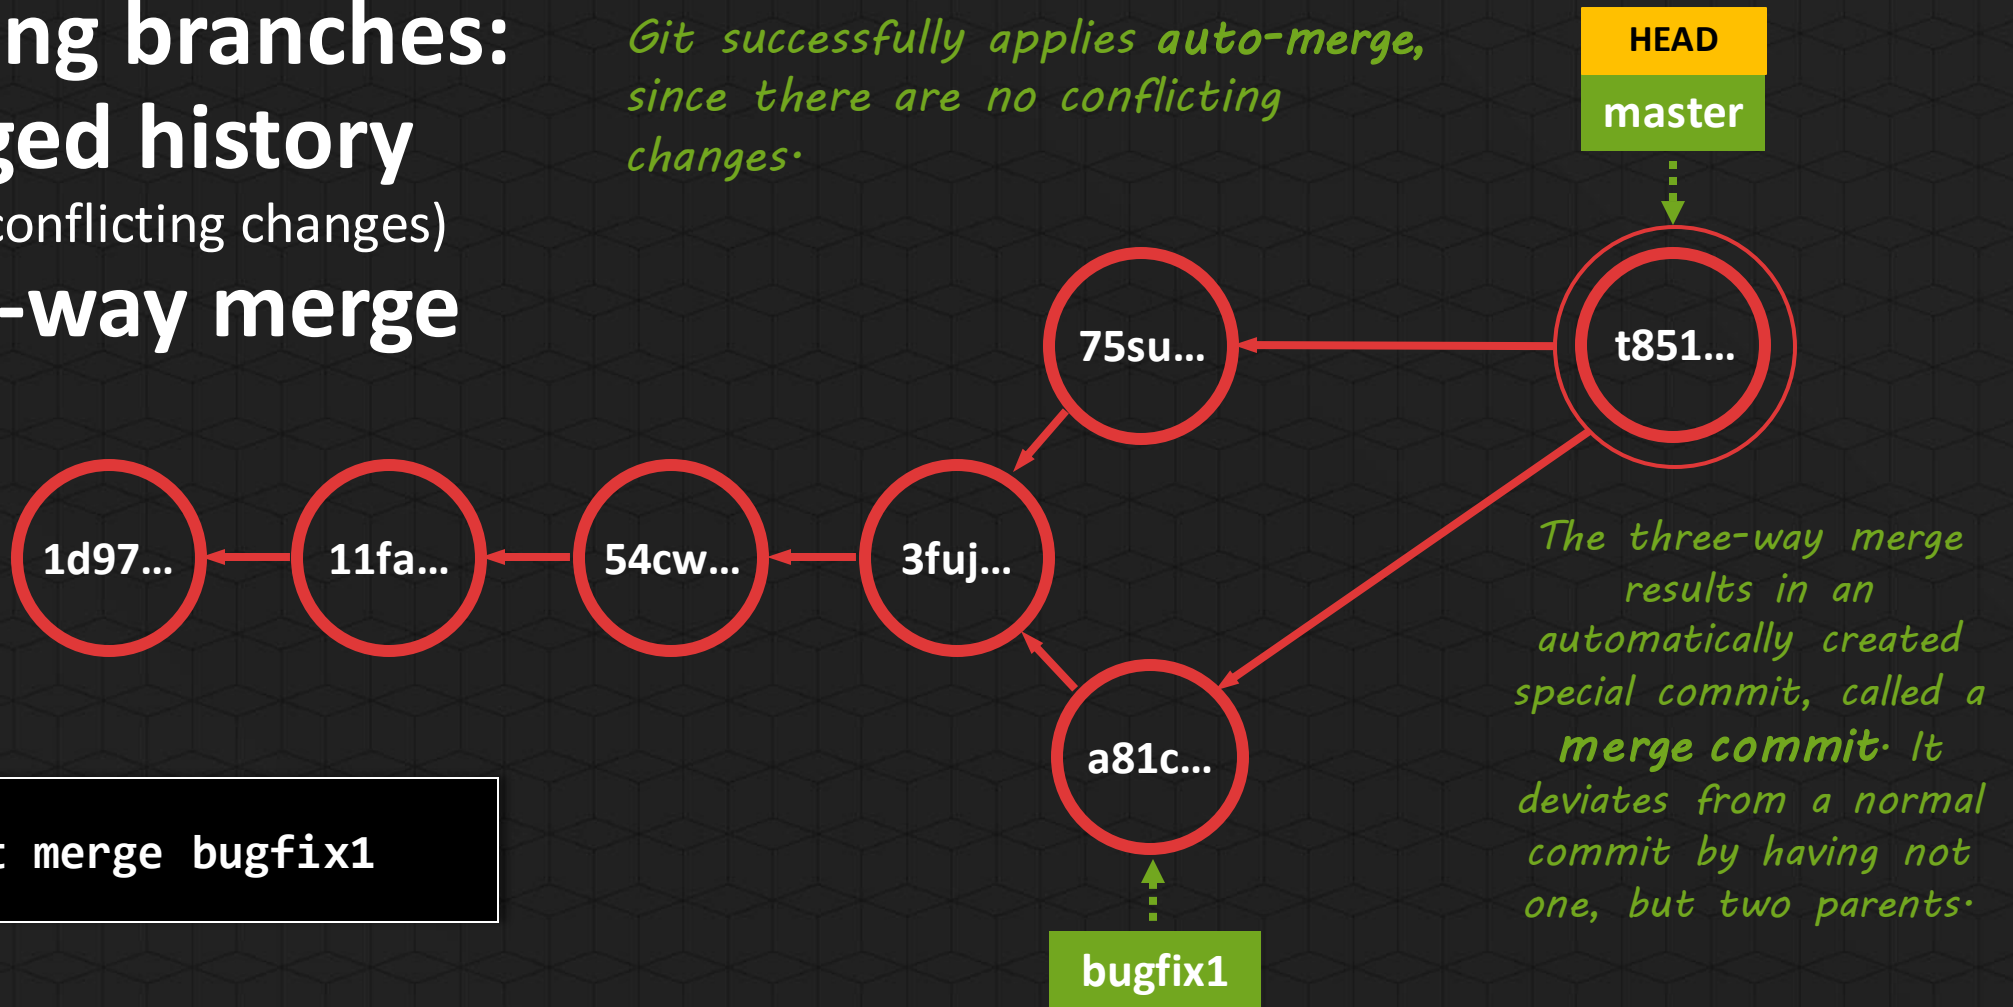 ng branches:
ged history
conflicting changes)
-way merge
Git successfully applies auto-merge,
since there are no conflicting
changes.
HEAD
master
75su...
t851...
1d97...
11fa...
54cw...
3fuj...
a81c...
The three-way merge
results in an
automatically created
special commit, called a
merge commit. It
deviates from a normal
commit by having not
one, but two parents.
t merge bugfix1
bugfix1